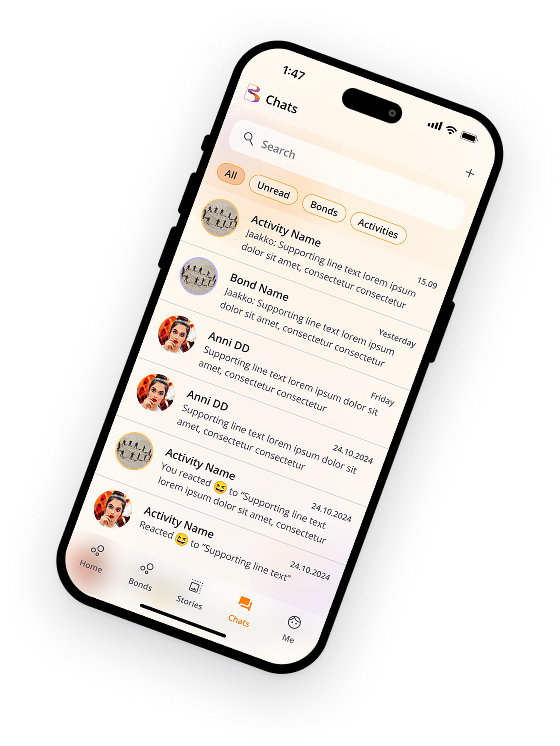 1:47
Chats
Search
All
Unread
Bonds
Activities
Activity Name
15.09
Jaakko: Supporting line text lorem ipsum
dolor sit amet, consectetur consectetur
Bond Name
Yesterday
Jaakko: Supporting line text lorem ipsum
dolor sit amet, consectetur consectetur
Anni DD
Friday
Supporting line text lorem ipsum dolor sit
amet, consectetur consectetur
Anni DD
24.10.2024
Supporting line text lorem ipsum dolor sit
amet, consectetur consectetur
Activity Name
24.10.2024
You reacted 😆 to “Supporting line text
lorem ipsum dolor sit amet, consectetur
Activity Name
24.10.2024
Reacted 😆 to “Supporting line text”
Home
Bonds
Stories
Chats
Me